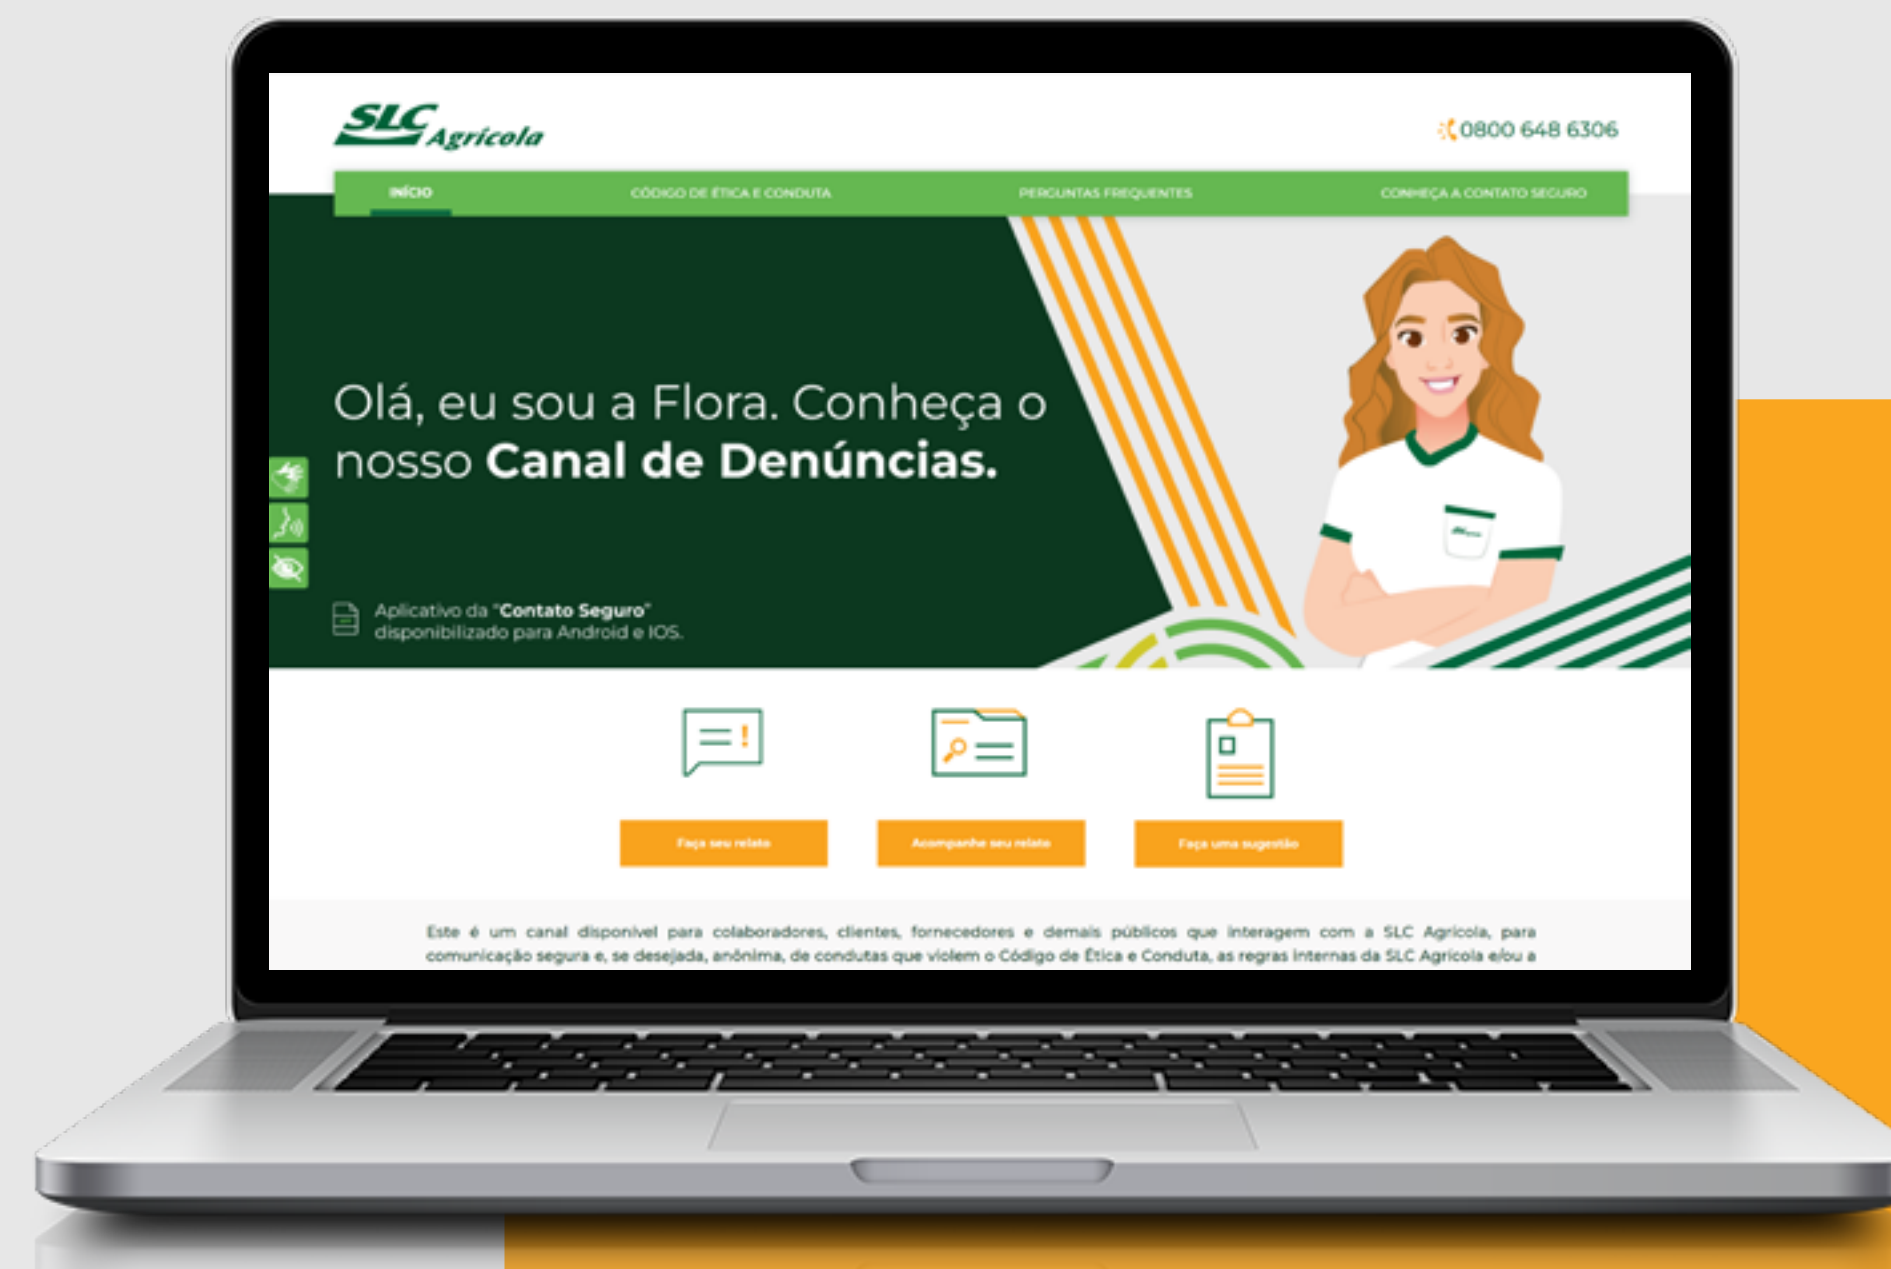 SLC Agrícola
0800 648 6306
INÍCIO
CÓDIGO DE ÉTICA E CONDUTA
PERGUNTAS FREQUENTES
CONHEÇA A CONTATO SEGURO
Olá, eu sou a Flora. Conheça o
nosso Canal de Denúncias.
Aplicativo da "Contato Seguro"
disponibilizado para Android e IOS.
Faça seu relato
Acompanhe seu relato
Faça uma sugestão
Este é um canal disponível para colaboradores, clientes, fornecedores e demais públicos que interagem com a SLC Agrícola, para
comunicação segura e, se desejada, anônima, de condutas que violem o Código de Ética e Conduta, as regras internas da SLC Agrícola e/ou a